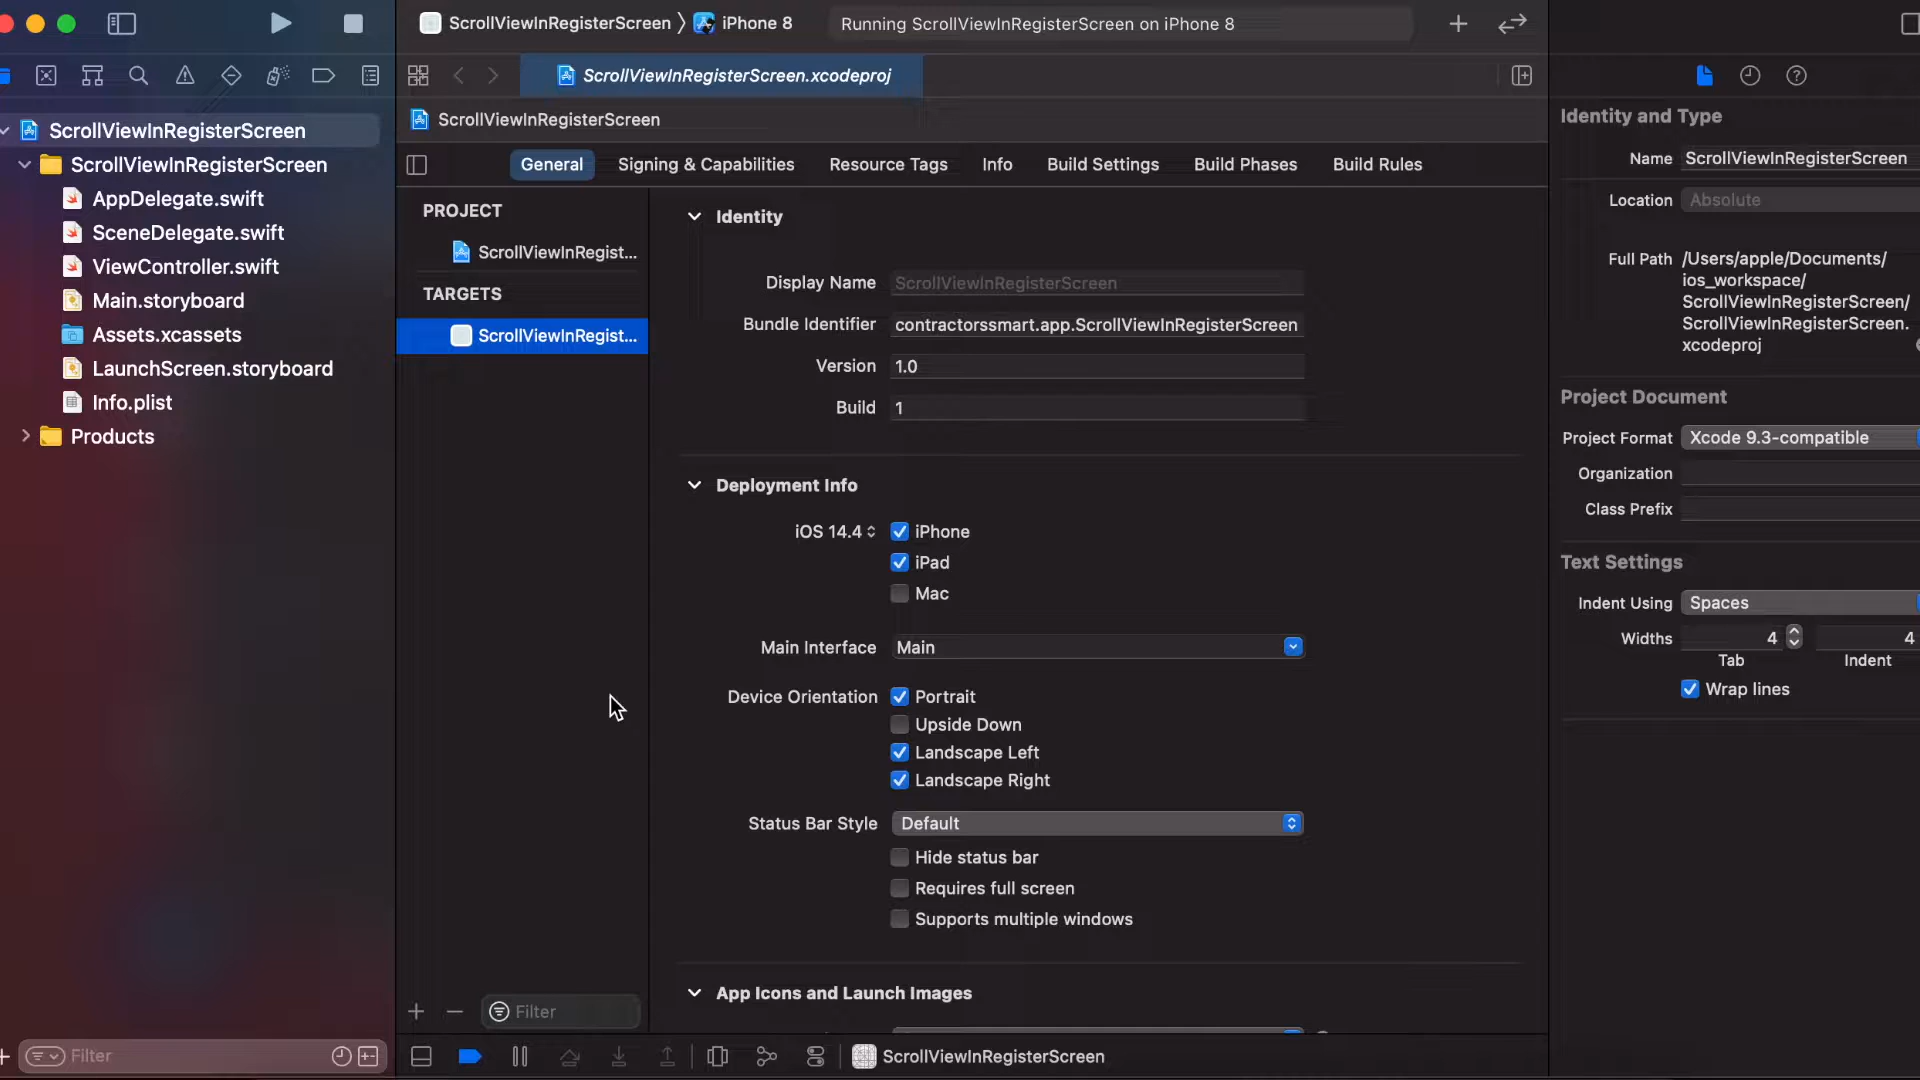 ScrollViewInRegisterScreen
iPhone 8
Running ScrollViewInRegisterScreen on iPhone 8
ScrollViewInRegisterScreen.xcodeproj
ScrollViewInRegisterScreen
ScrollViewInRegisterScreen
ScrollViewInRegisterScreen
AppDelegate.swift
SceneDelegate.swift
ViewController.swift
Main.storyboard
Assets.xcassets
LaunchScreen.storyboard
Info.plist
Products
Filter
General
Signing & Capabilities
Resource Tags
Info
Build Settings
Build Phases
Build Rules
PROJECT
ScrollViewInRegist...
TARGETS
ScrollViewInRegist...
Filter
Identity
Display Name ScrollViewInRegisterScreen
Bundle Identifier contractorssmart.app.ScrollViewInRegisterScreen
Version 1.0
Build 1
Deployment Info
iOS 14.4 iPhone
iPad
Mac
Main Interface Main
Device Orientation Portrait
Upside Down
Landscape Left
Landscape Right
Status Bar Style Default
Hide status bar
Requires full screen
Supports multiple windows
App Icons and Launch Images
ScrollViewInRegisterScreen
Identity and Type
Name ScrollViewInRegisterScreen
Location Absolute
Full Path /Users/apple/Documents/
ios_workspace/
ScrollViewInRegisterScreen/
ScrollViewInRegisterScreen.
xcodeproj
Project Document
Project Format Xcode 9.3-compatible
Organization
Class Prefix
Text Settings
Indent Using Spaces
Widths 4 4
Tab Indent
Wrap lines